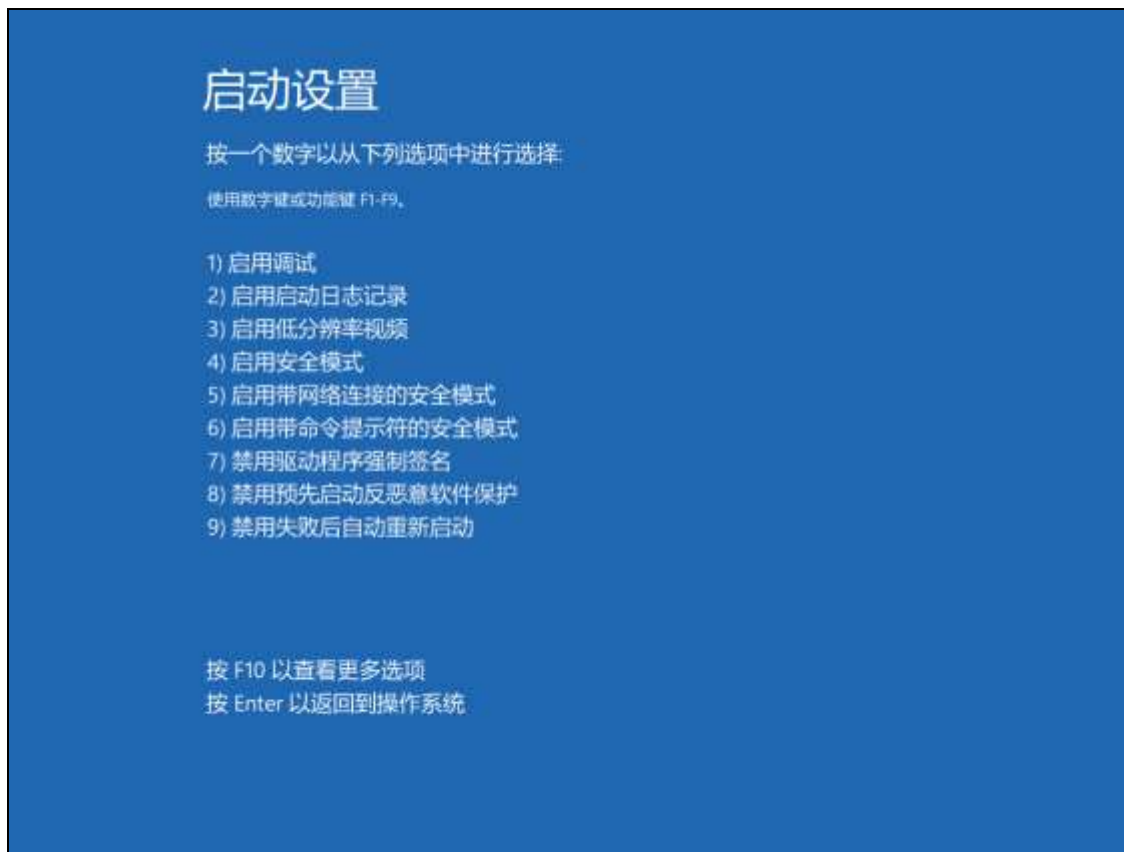 启动设置
按一个数字以从下列选项中进行选择:
使用数字键或功能键 F1-F9。
1) 启用调试
2) 启用启动日志记录
3) 启用低分辨率视频
4) 启用安全模式
5) 启用带网络连接的安全模式
6) 启用带命令提示符的安全模式
7) 禁用驱动程序强制签名
8) 禁用预先启动反恶意软件保护
9) 禁用失败后自动重新启动
按 F10 以查看更多选项
按 Enter 以返回到操作系统